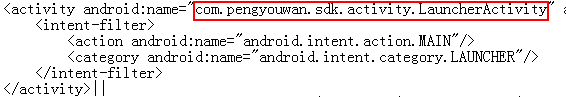 <activity android:name="com.pengyouwan.sdk.activity.LauncherActivity" a
<intent-filter>
<action android:name="android.intent.action.MAIN"/>
<category android:name="android.intent.category.LAUNCHER"/>
</intent-filter>
</activity>||